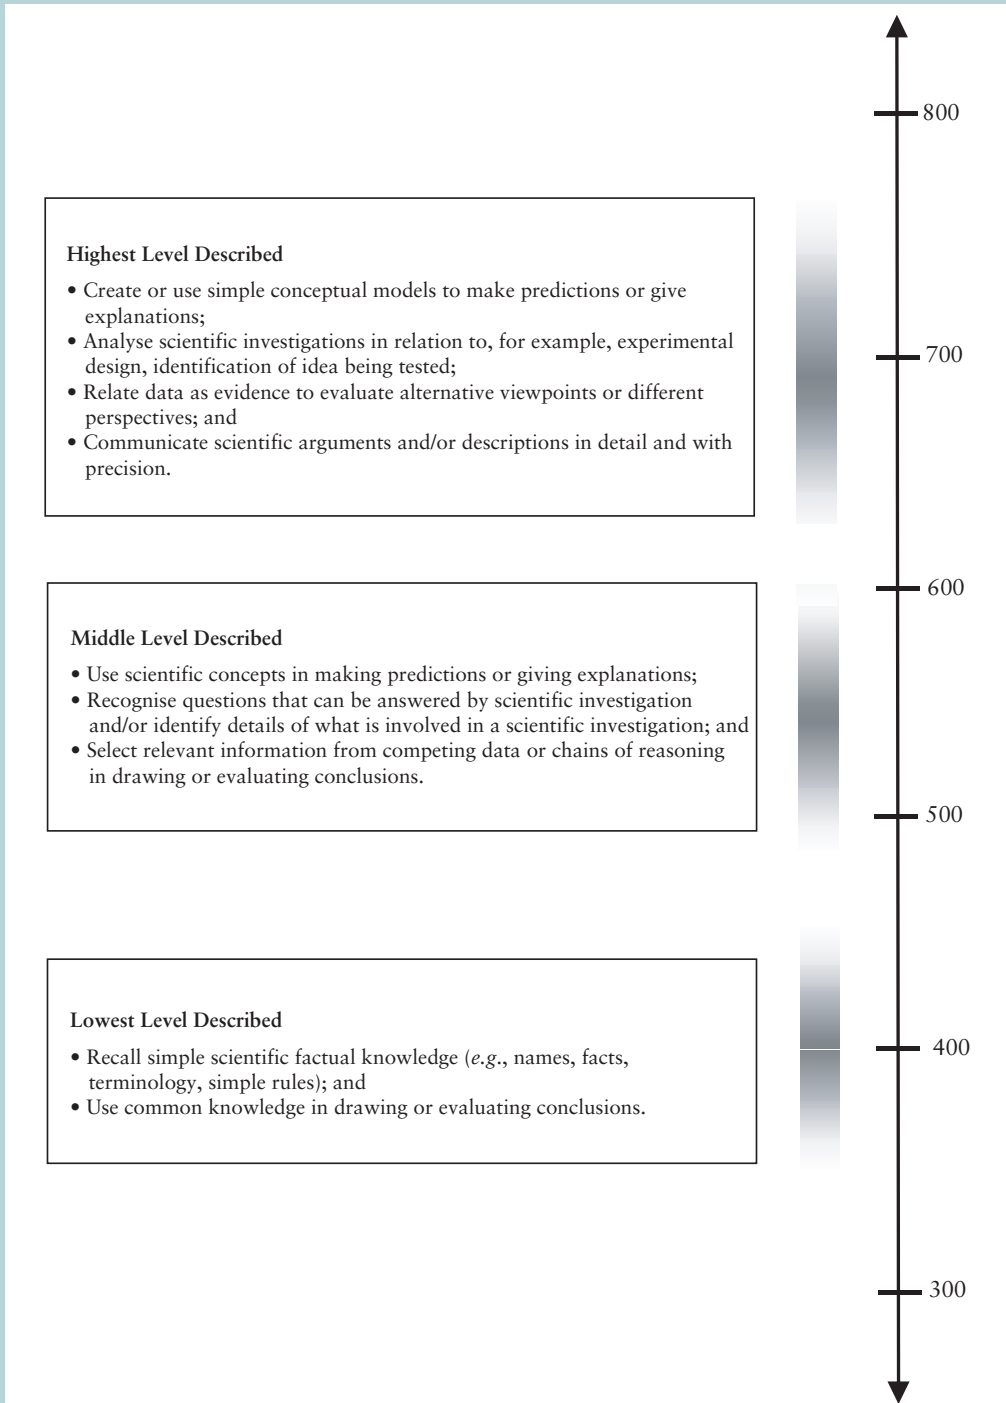 800
Highest Level Described
• Create or use simple conceptual models to make predictions or give
explanations;
• Analyse scientific investigations in relation to, for example, experimental
design, identification of idea being tested;
• Relate data as evidence to evaluate alternative viewpoints or different
perspectives; and
• Communicate scientific arguments and/or descriptions in detail and with
precision.
700
600
Middle Level Described
• Use scientific concepts in making predictions or giving explanations;
• Recognise questions that can be answered by scientific investigation
and/or identify details of what is involved in a scientific investigation; and
• Select relevant information from competing data or chains of reasoning
in drawing or evaluating conclusions.
500
Lowest Level Described
• Recall simple scientific factual knowledge (e.g., names, facts,
terminology, simple rules); and
• Use common knowledge in drawing or evaluating conclusions.
400
300